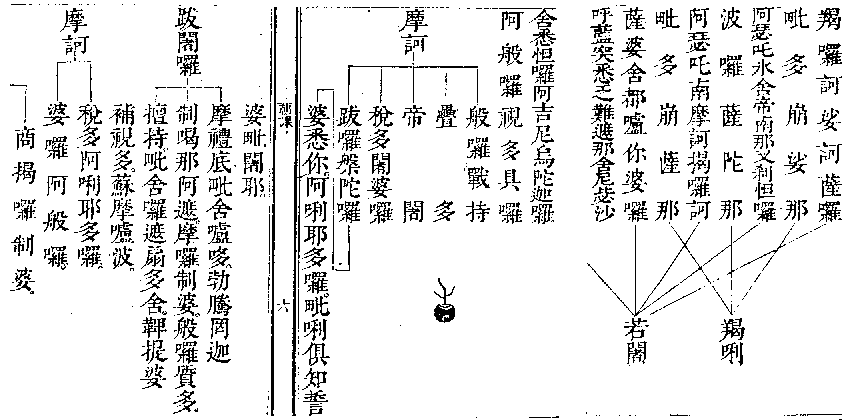 羯囉訶娑訶薩囉
毗多崩娑那
阿瑟吒氷舍帝南那叉剎怛囉
波囉薩陀那
阿瑟吒南摩訶揭囉訶
毗多崩薩那
薩婆舍都嚧你婆囉
呼藍突悉乏難遮那舍尼瑟沙
羯唎
若闍
舍悉怛囉阿吉尼烏陀迦囉
阿般囉視多具囉
摩訶
般囉戰持
疊多
帝闍
稅多闍婆囉
跋囉槃陀囉
婆悉你。阿唎耶多囉。毗唎俱知誓
課
六
婆毗闍耶。
跋闍囉
摩禮底。毗舍嚧哆。勃騰罔迦
制喝那阿遮。摩囉制婆。般囉質多。
擅持。毗舍囉遮。扇多舍。鞞提婆
補視多。蘇摩嚧波。
摩訶
稅多。阿唎耶多囉。
婆囉阿般囉。
商揭囉制婆。